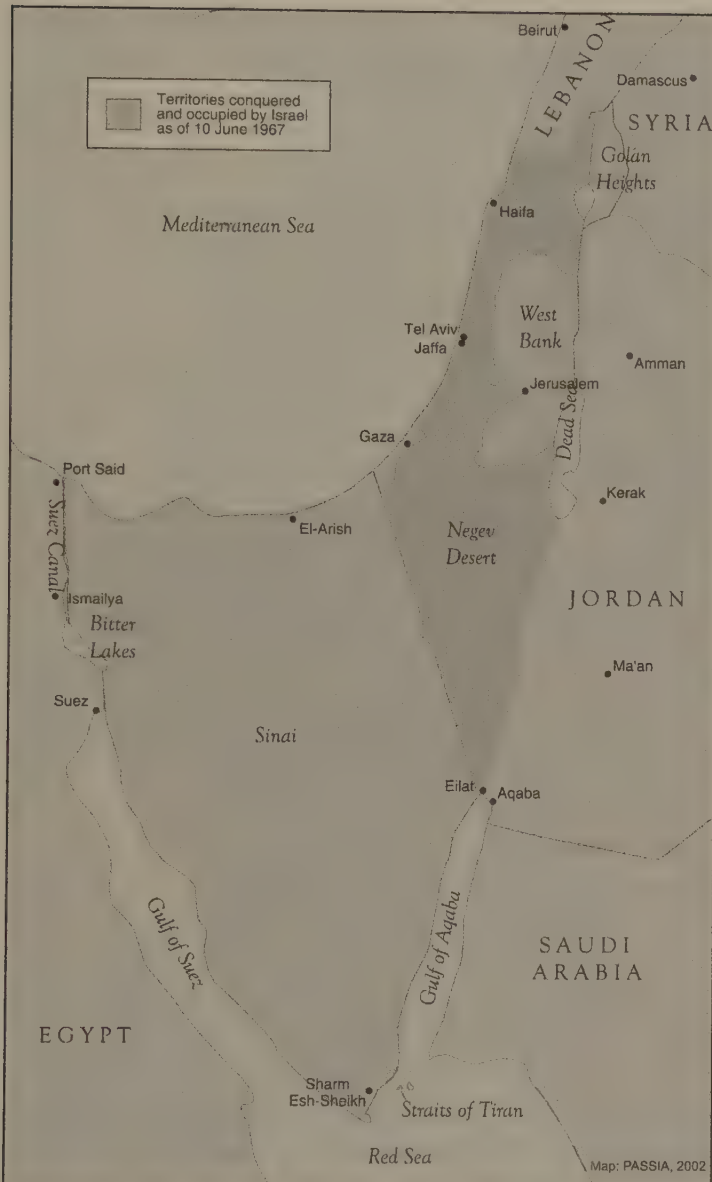 Beirut
LEBANON
Damascus
Territories conquered
and occupied by Israel
as of 10 June 1967
SYRIA
Golan
Heights
Haifa
Mediterranean Sea
West
Bank
Tel Aviv
Jaffa
Amman
Jerusalem
Dead Sea
Gaza
Port Said
Kerak
Suez Canal
El-Arish
Negev
Desert
Ismailya
JORDAN
Bitter
Lakes
Ma'an
Suez
Sinai
Eilat
Aqaba
Gulf of Suez
Gulf of Aqaba
SAUDI
ARABIA
EGYPT
Sharm
Esh-Sheikh
Straits of Tiran
Red Sea
Map: PASSIA, 2002